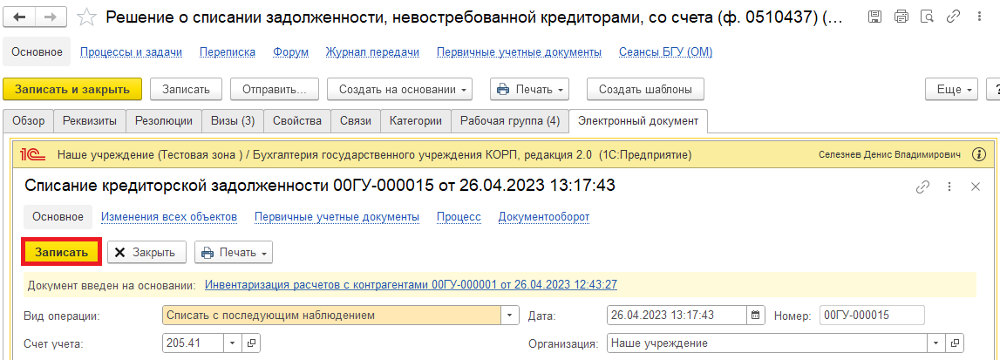 Решение о списании задолженности, невостребованной кредиторами, со счета (ф. 0510437) (...
Основное Процессы и задачи Переписка Форум Журнал передачи Первичные учетные документы Сеансы БГУ (ОМ)
Записать и закрыть Записать Отправить... Создать на основании Печать Создать шаблоны Еще ?
Обзор Реквизиты Резолюции Визы (3) Свойства Связи Категории Рабочая группа (4) Электронный документ
1С Наше учреждение (Тестовая зона ) / Бухгалтерия государственного учреждения КОРП, редакция 2.0 (1С:Предприятие) Селезнев Денис Владимирович
Списание кредиторской задолженности 00ГУ-000015 от 26.04.2023 13:17:43
Основное Изменения всех объектов Первичные учетные документы Процесс Документооборот
Записать Закрыть Печать
Документ введен на основании: Инвентаризация расчетов с контрагентами 00ГУ-000001 от 26.04.2023 12:43:27
Вид операции: Списать с последующим наблюдением Дата: 26.04.2023 13:17:43 Номер: 00ГУ-000015
Счет учета: 205.41 Организация: Наше учреждение